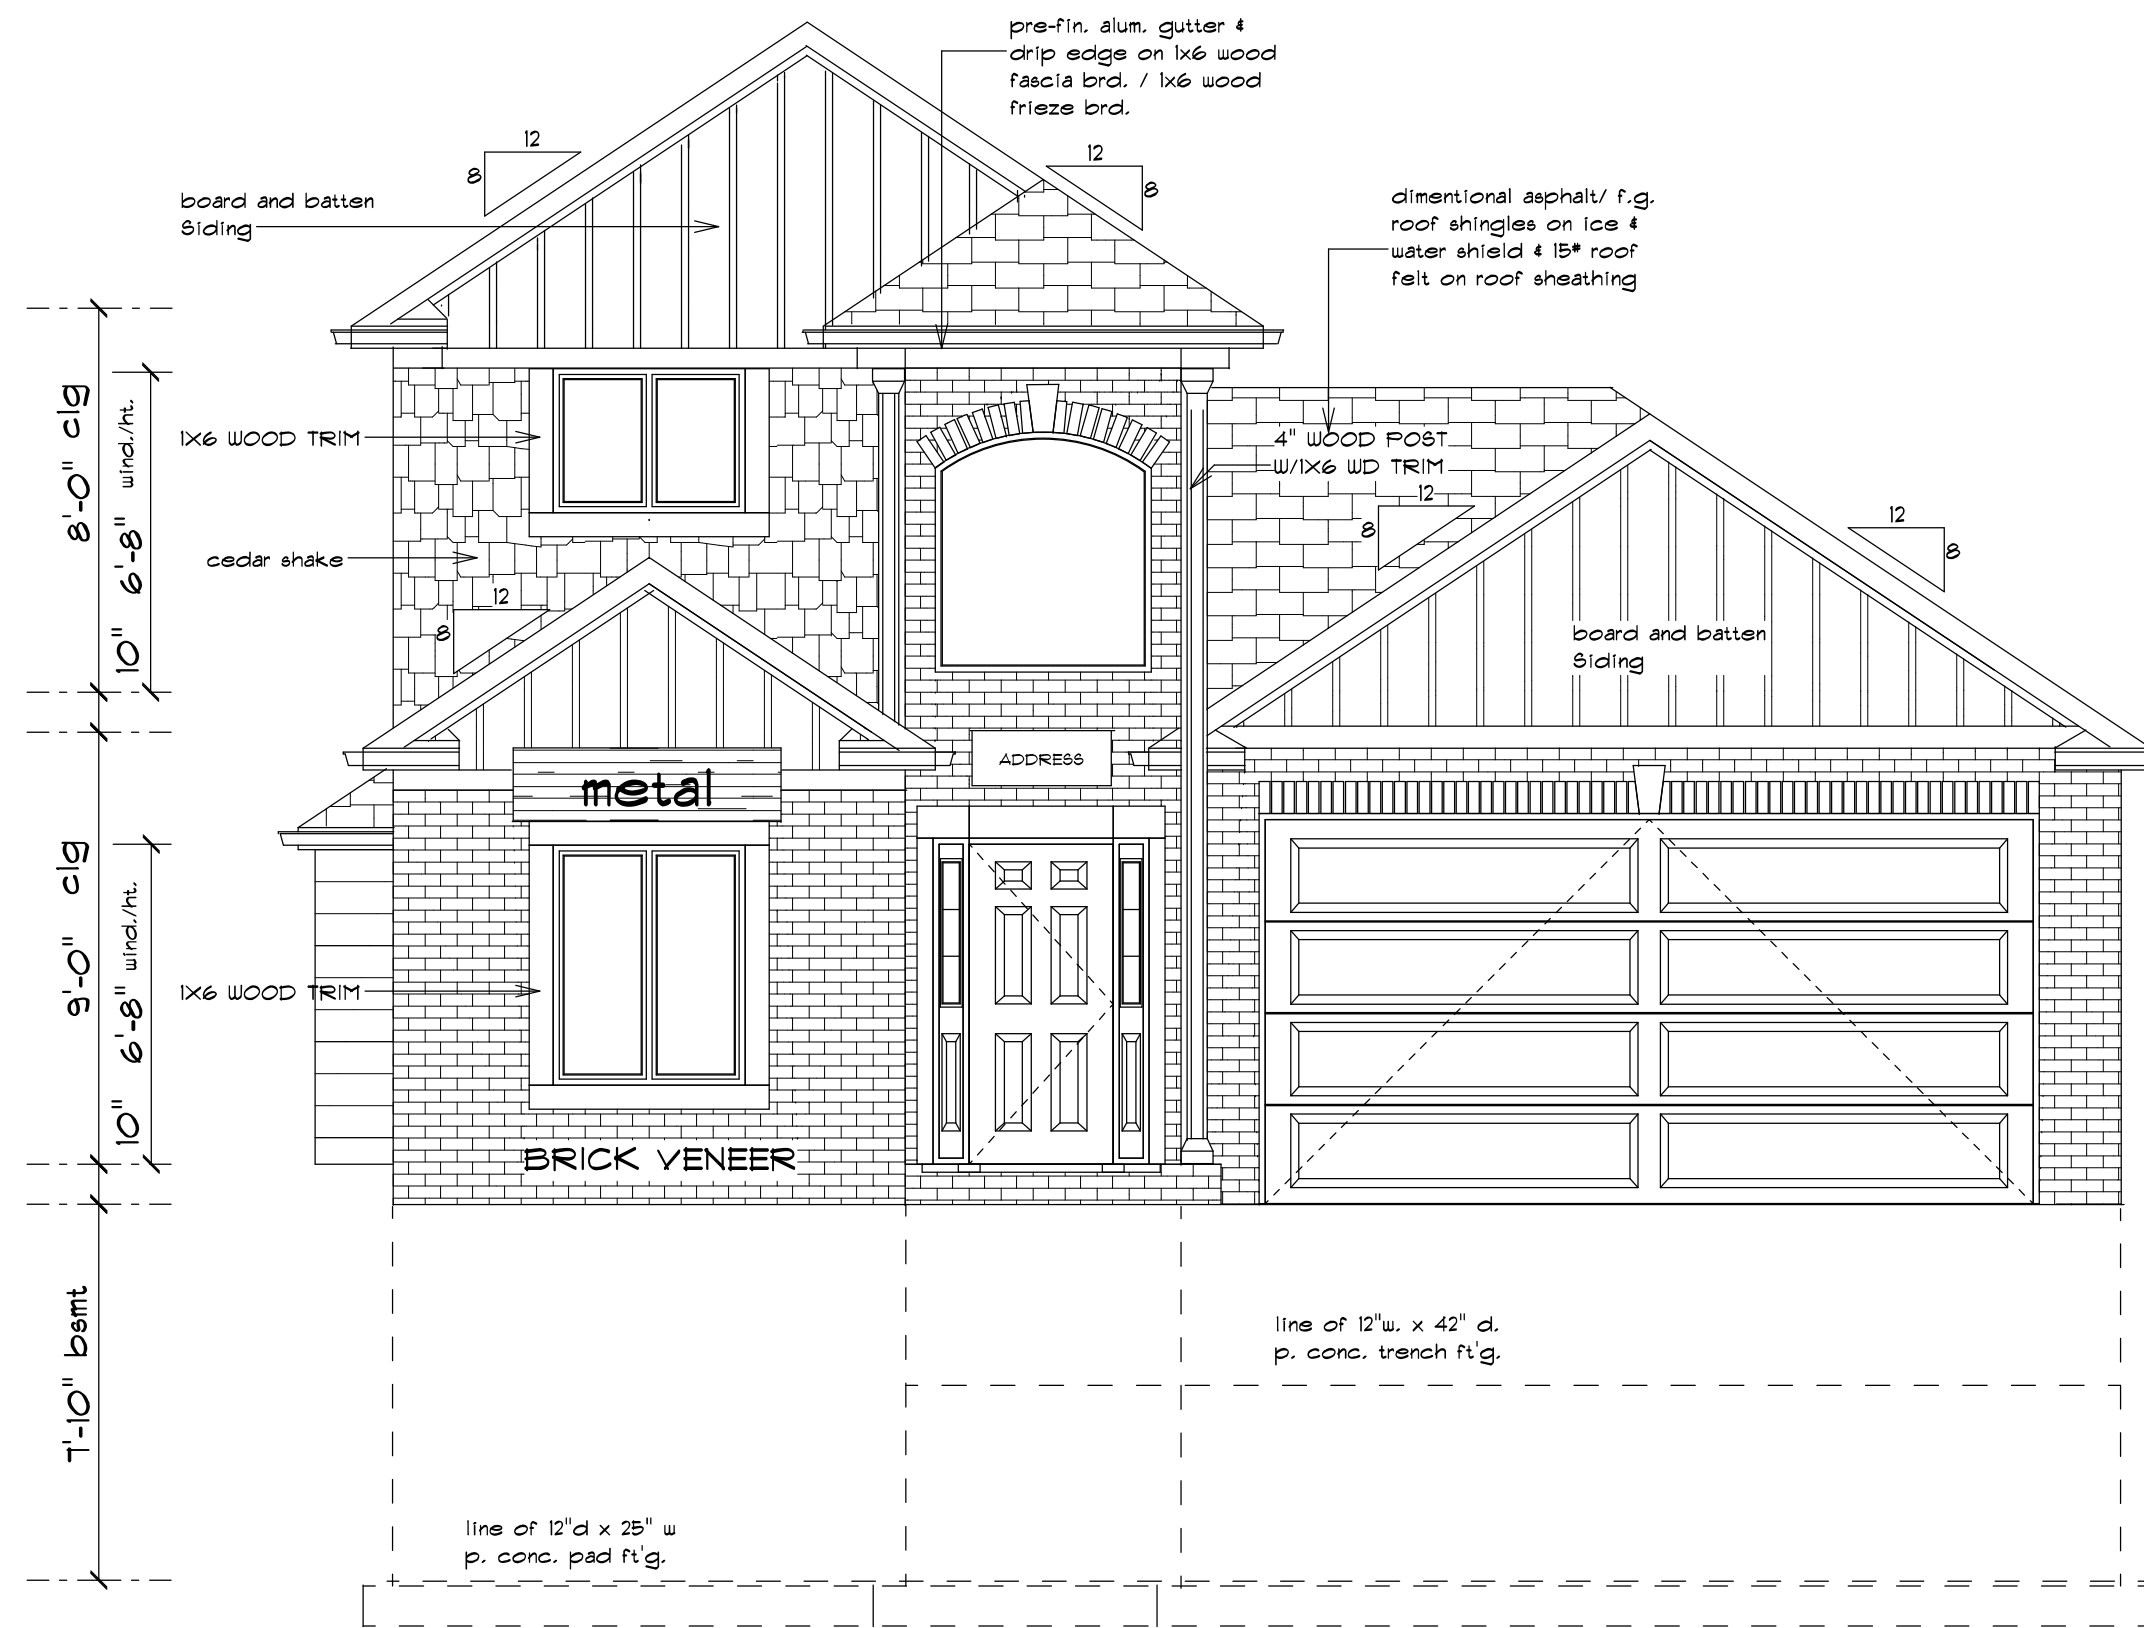 pre-fin. alum. gutter &
drip edge on 1x6 wood
fascia brd. / 1x6 wood
frieze brd.
12
8
12
8
board and batten
Siding
dimentional asphalt/ f.g.
roof shingles on ice &
water shield & 15# roof
felt on roof sheathing
8'-0" clg
6'-8" wind./ht.
10"
1X6 WOOD TRIM
4" WOOD POST
W/1X6 WD TRIM
12
8
12
8
cedar shake
12
8
board and batten
Siding
ADDRESS
metal
9'-0" clg
6'-8" wind./ht.
10"
1X6 WOOD TRIM
BRICK VENEER
7'-10" bsmt
line of 12"w. x 42" d.
p. conc. trench ft'g.
line of 12"d x 25" w
p. conc. pad ft'g.